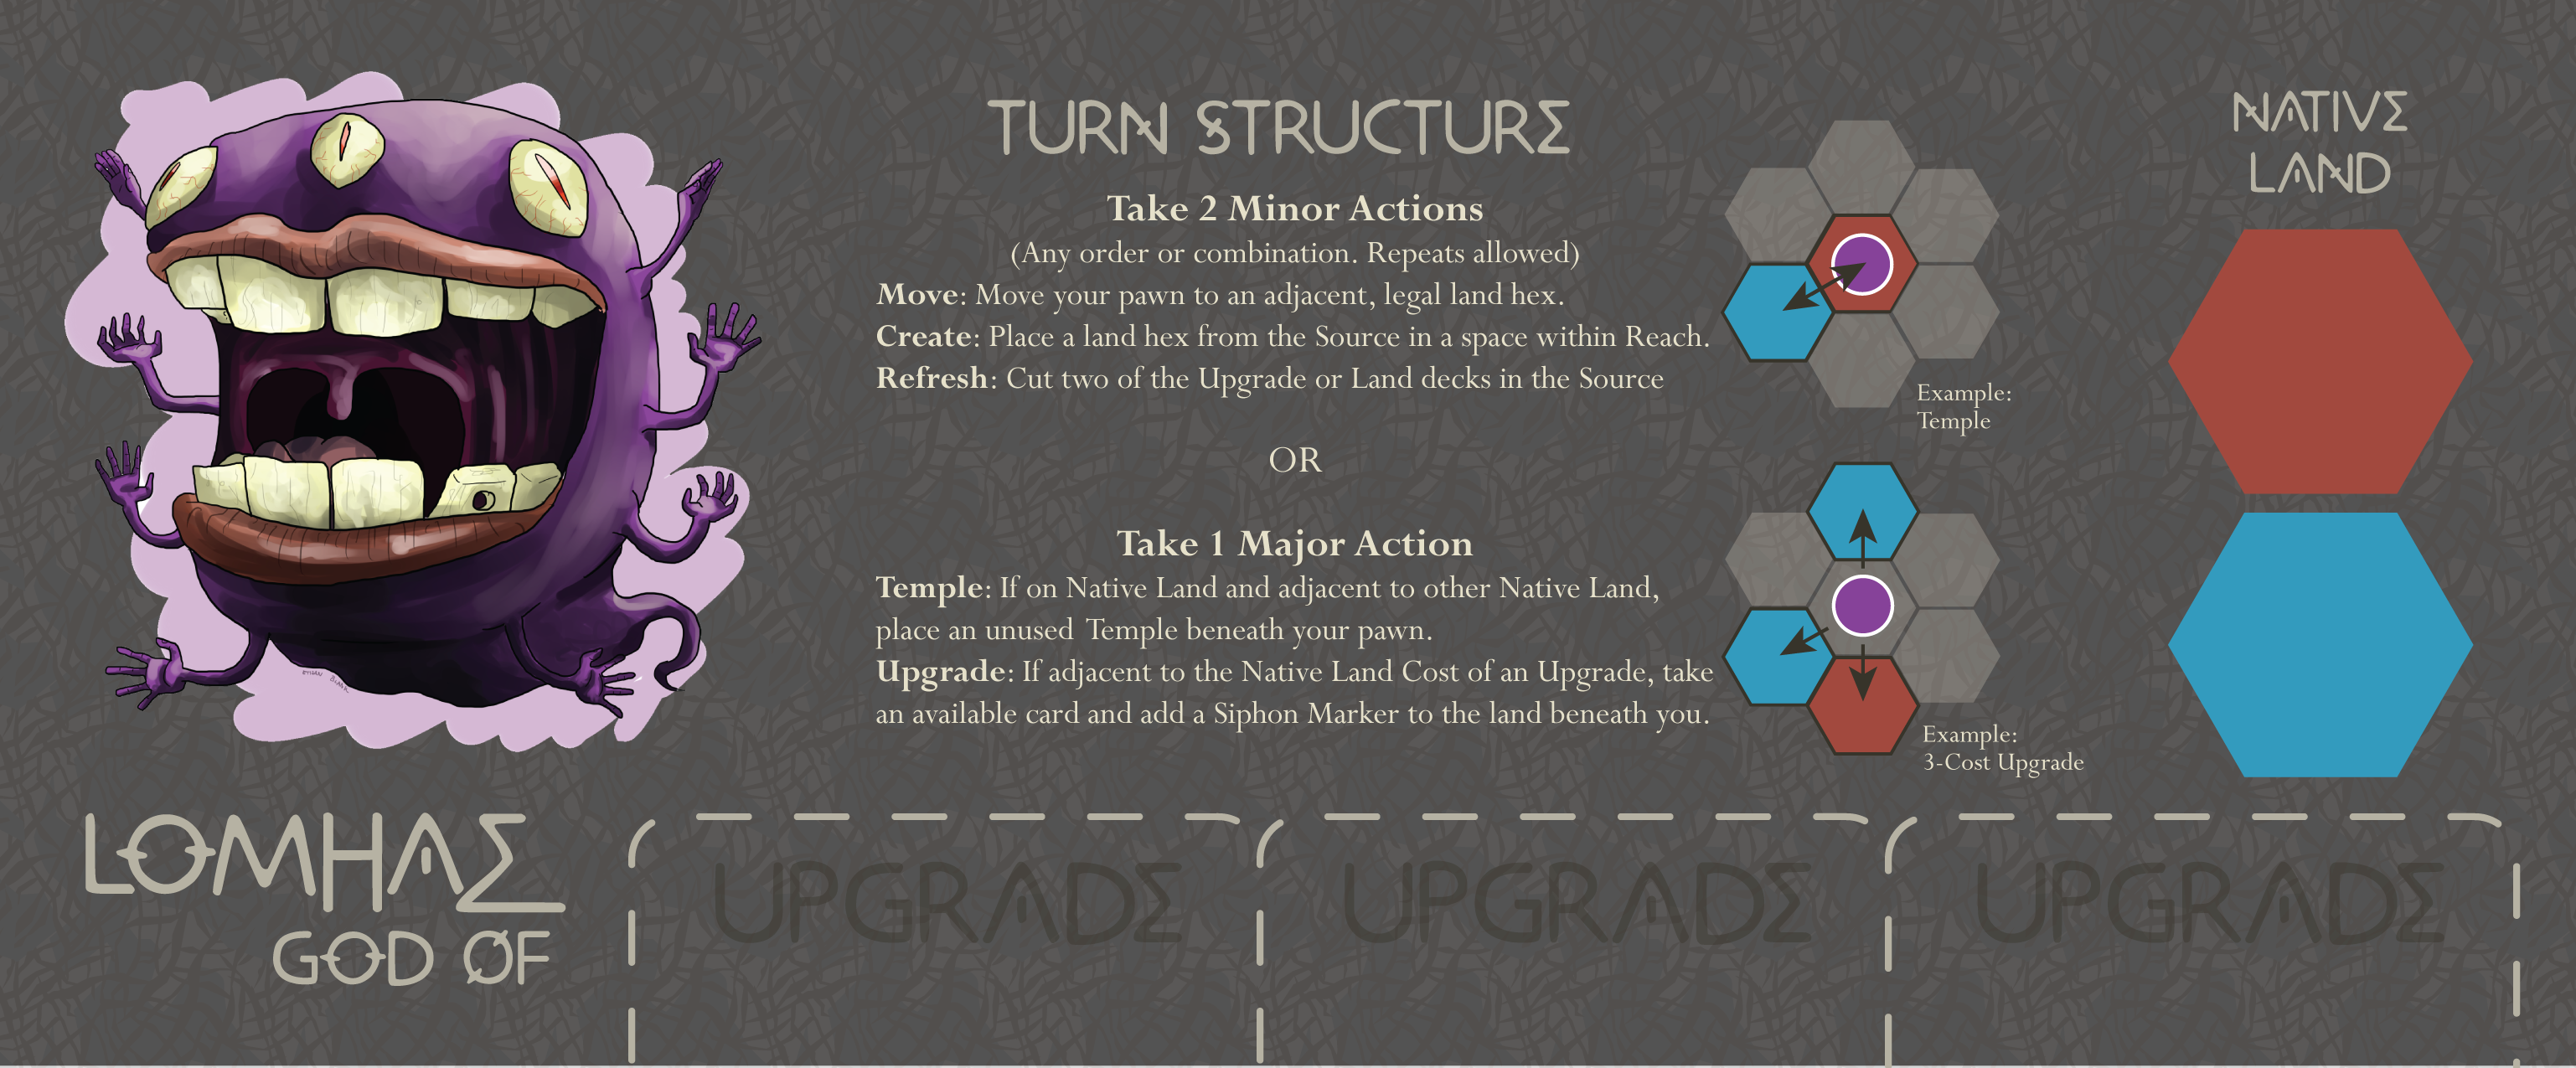 TURN STRUCTURE
Take 2 Minor Actions
(Any order or combination. Repeats allowed)
Move: Move your pawn to an adjacent, legal land hex.
Create: Place a land hex from the Source in a space within Reach.
Refresh: Cut two of the Upgrade or Land decks in the Source
OR
Take 1 Major Action
Temple: If on Native Land and adjacent to other Native Land,
place an unused Temple beneath your pawn.
Upgrade: If adjacent to the Native Land Cost of an Upgrade, take
an available card and add a Siphon Marker to the land beneath you.
Example:
Temple
Example:
3-Cost Upgrade
NATIVE
LAND
ETHAN BLACK
LOMHAE
GOD OF
UPGRADE
UPGRADE
UPGRADE